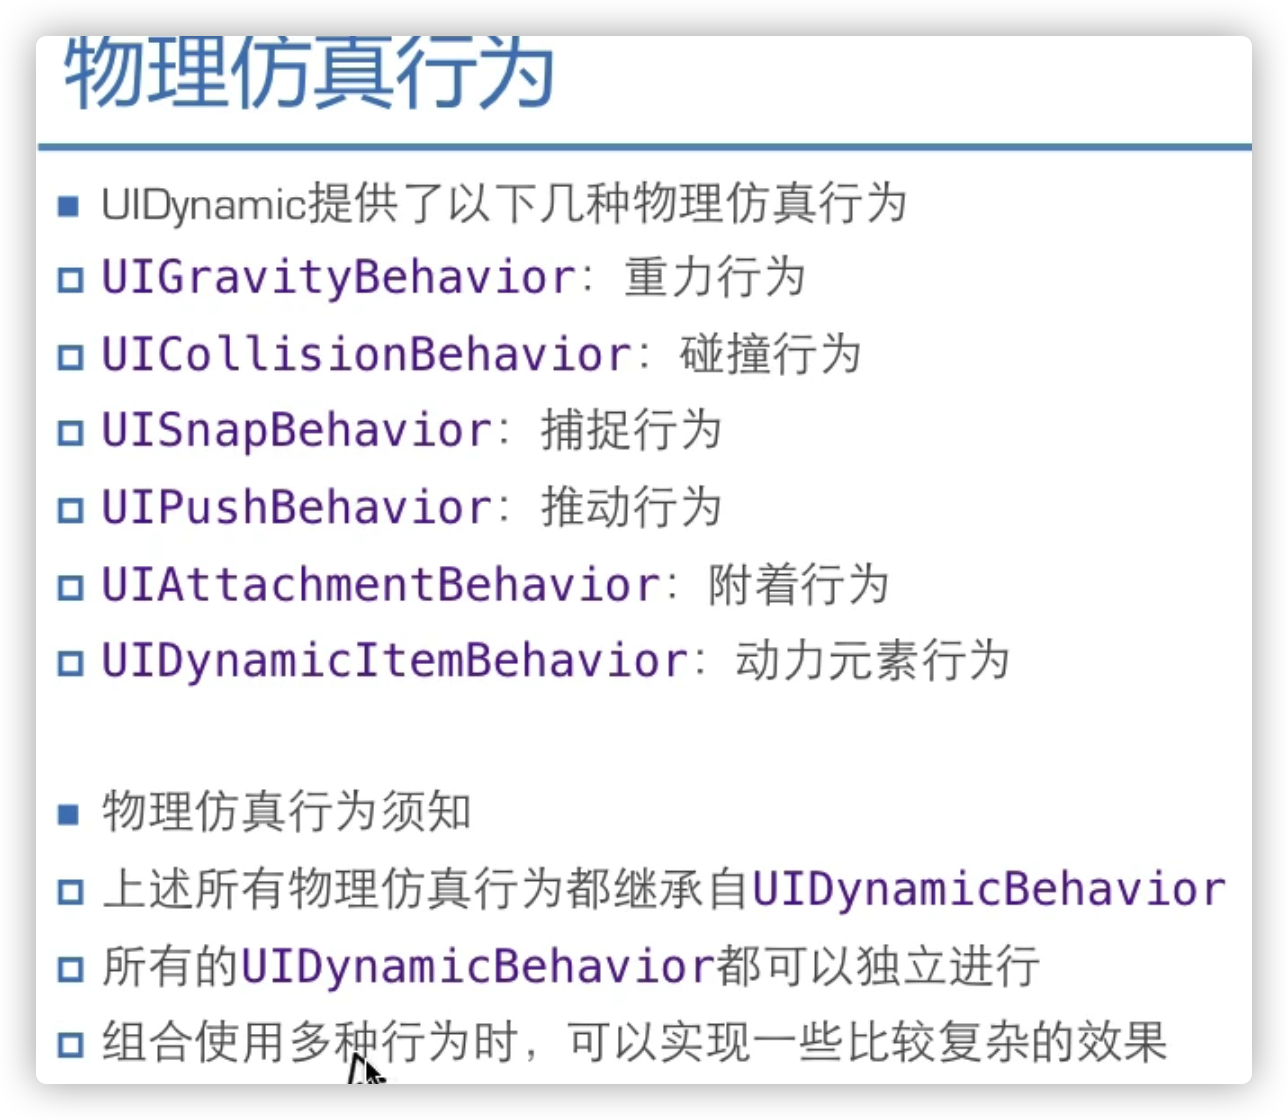 物理仿真行为
UIDynamic提供了以下几种物理仿真行为
UIGravityBehavior：重力行为
UICollisionBehavior：碰撞行为
UISnapBehavior：捕捉行为
UIPushBehavior：推动行为
UIAttachmentBehavior：附着行为
UIDynamicItemBehavior：动力元素行为
物理仿真行为须知
上述所有物理仿真行为都继承自UIDynamicBehavior
所有的UIDynamicBehavior都可以独立进行
组合使用多种行为时，可以实现一些比较复杂的效果